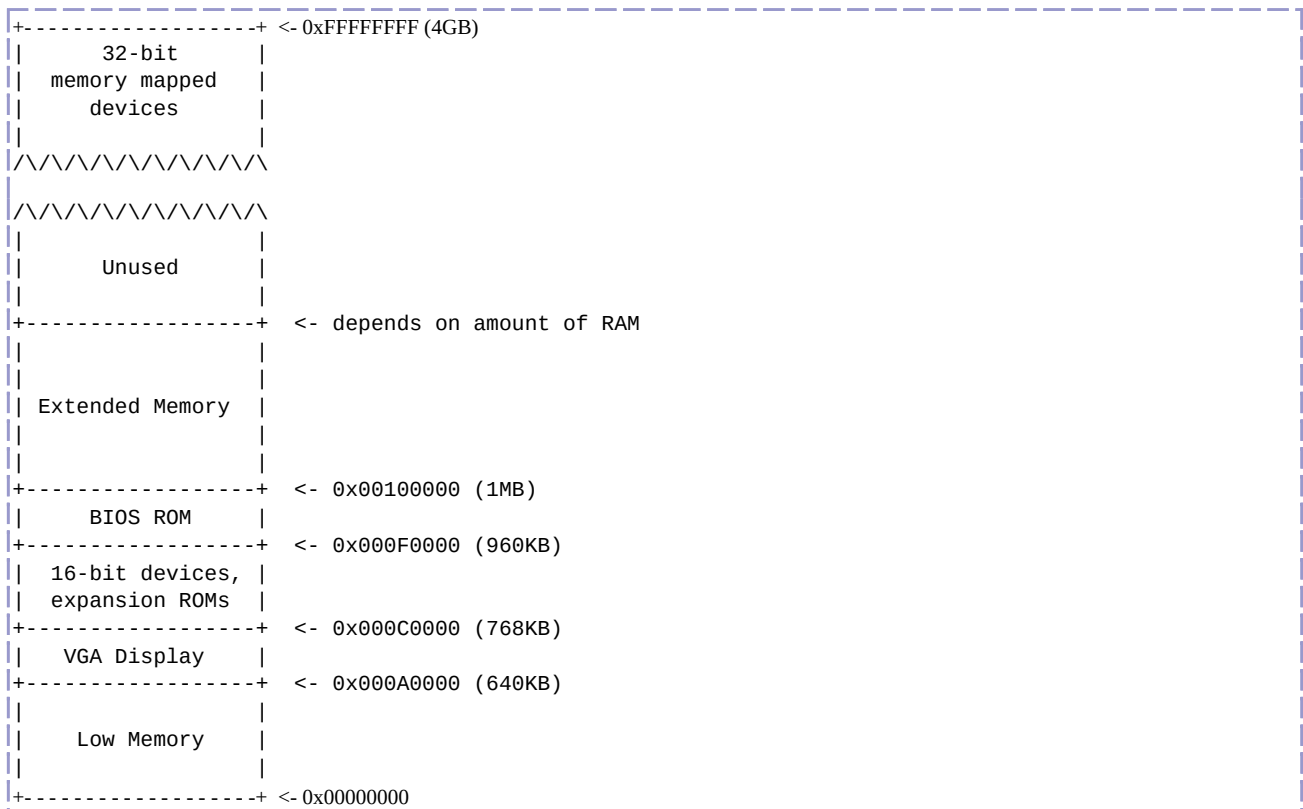 +-------------------+ <- 0xFFFFFFFF (4GB)
|       32-bit       |
|  memory mapped   |
|     devices      |
|                  |
/\/\/\/\/\/\/\/\/\/\
/\/\/\/\/\/\/\/\/\/\
|                  |
|      Unused      |
|                  |
+------------------+  <- depends on amount of RAM
|                  |
|                  |
| Extended Memory  |
|                  |
|                  |
+------------------+  <- 0x00100000 (1MB)
|     BIOS ROM     |
+------------------+  <- 0x000F0000 (960KB)
|  16-bit devices, |
|  expansion ROMs  |
+------------------+  <- 0x000C0000 (768KB)
|   VGA Display    |
+------------------+  <- 0x000A0000 (640KB)
|                  |
|    Low Memory    |
|                  |
+-------------------+ <- 0x00000000